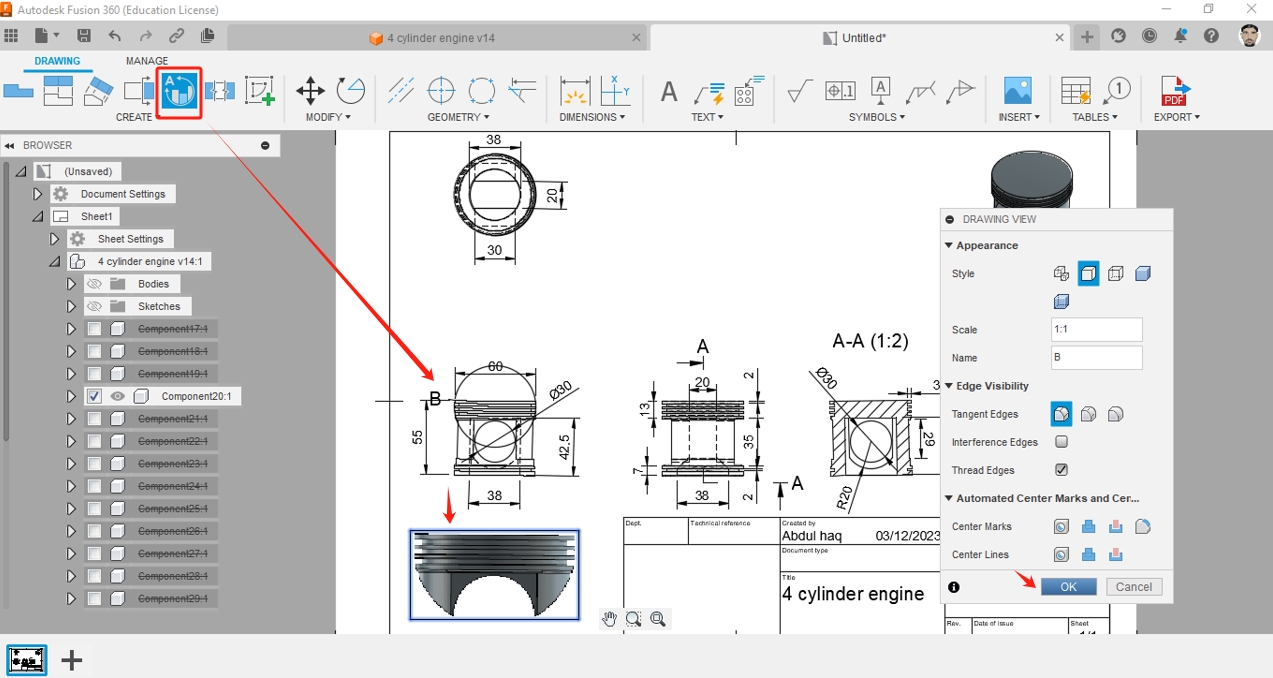 Autodesk Fusion 360 (Education License)
4 cylinder engine v14
Untitled*
DRAWING
MANAGE
CREATE
MODIFY
GEOMETRY
DIMENSIONS
TEXT
SYMBOLS
INSERT
TABLES
EXPORT
BROWSER
(Unsaved)
Document Settings
Sheet1
Sheet Settings
4 cylinder engine v14:1
Bodies
Sketches
Component17:1
Component18:1
Component19:1
Component20:1
Component21:1
Component22:1
Component23:1
Component24:1
Component25:1
Component26:1
Component27:1
Component28:1
Component29:1
38
20
30
60
B
Ø30
55
42.5
38
A
20
2
13
35
7
38
2
A
A-A (1:2)
Ø30
3
29
R20
Dept.
Technical reference
Created by
Abdul haq
03/12/2023
Document type
Title
4 cylinder engine
Rev.
Date of issue
Sheet
1/1
DRAWING VIEW
Appearance
Style
Scale
1:1
Name
B
Edge Visibility
Tangent Edges
Interference Edges
Thread Edges
Automated Center Marks and Cer...
Center Marks
Center Lines
OK
Cancel